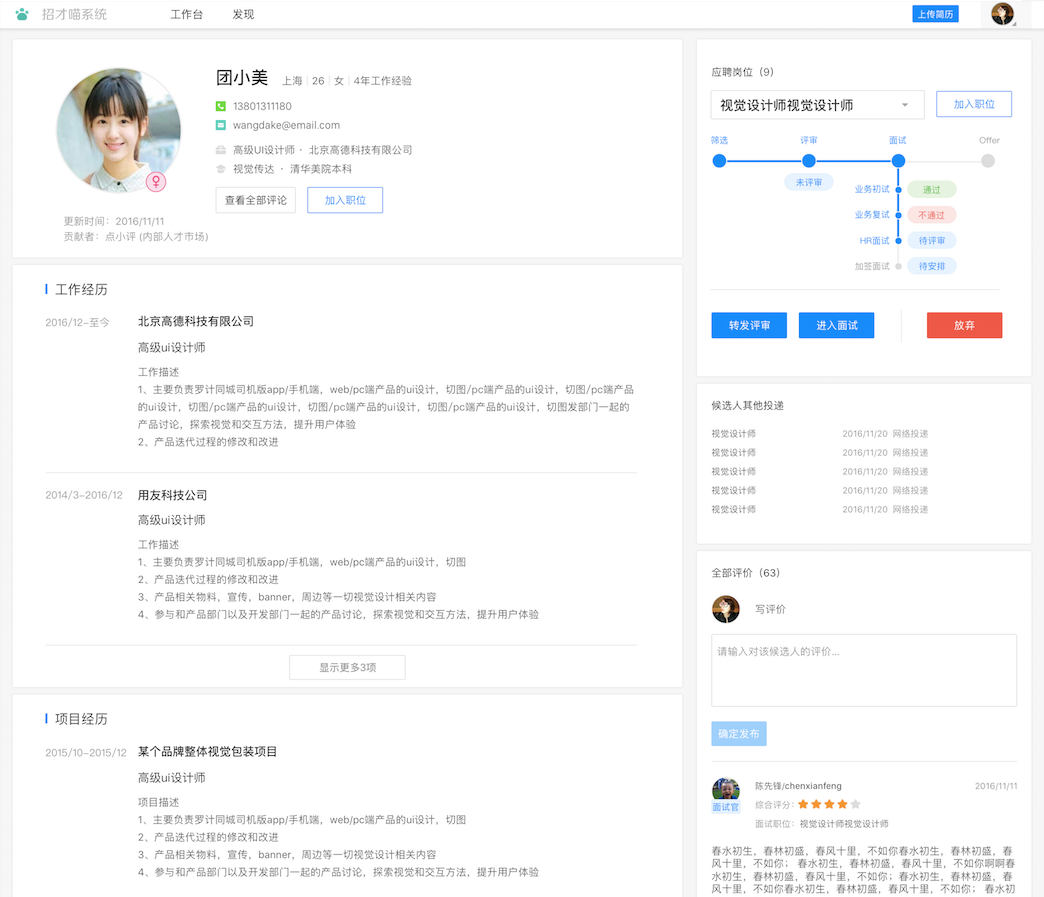 招才喵系统
工作台
发现
上传简历
团小美 上海 26 女 4年工作经验
13801311180
wangdake@email.com
高级UI设计师 · 北京高德科技有限公司
视觉传达 · 清华美院本科
查看全部评论
加入职位
更新时间：2016/11/11
贡献者：点小评 (内部人才市场)
工作经历
2016/12-至今 北京高德科技有限公司
高级ui设计师
工作描述
1、主要负责罗计同城司机版app/手机端，web/pc端产品的ui设计，切图/pc端产品的ui设计，切图/pc端产品
的ui设计，切图/pc端产品的ui设计，切图/pc端产品的ui设计，切图/pc端产品的ui设计，切图发部门一起的
产品讨论，探索视觉和交互方法，提升用户体验
2、产品迭代过程的修改和改进
2014/3-2016/12 用友科技公司
高级ui设计师
工作描述
1、主要负责罗计同城司机版app/手机端，web/pc端产品的ui设计，切图
2、产品迭代过程的修改和改进
3、产品相关物料，宣传，banner，周边等一切视觉设计相关内容
4、参与和产品部门以及开发部门一起的产品讨论，探索视觉和交互方法，提升用户体验
显示更多3项
项目经历
2015/10-2015/12 某个品牌整体视觉包装项目
高级ui设计师
项目描述
1、主要负责罗计同城司机版app/手机端，web/pc端产品的ui设计，切图
2、产品迭代过程的修改和改进
3、产品相关物料，宣传，banner，周边等一切视觉设计相关内容
4、参与和产品部门以及开发部门一起的产品讨论，探索视觉和交互方法，提升用户体验
应聘岗位（9）
视觉设计师视觉设计师
加入职位
筛选 评审 面试 Offer
未评审
业务初试 通过
业务复试 不通过
HR面试 待评审
加签面试 待安排
转发评审
进入面试
放弃
候选人其他投递
视觉设计师 2016/11/20 网络投递
视觉设计师 2016/11/20 网络投递
视觉设计师 2016/11/20 网络投递
视觉设计师 2016/11/20 网络投递
视觉设计师 2016/11/20 网络投递
全部评价（63）
写评价
请输入对该候选人的评价...
确定发布
陈先锋/chenxianfeng 2016/11/11
面试官
综合评分：
面试职位：视觉设计师视觉设计师
春水初生，春林初盛，春风十里，不如你春水初生，春林初盛，春
风十里，不如你； 春水初生，春林初盛，春风十里，不如你啊啊春
水初生，春林初盛，春风十里，不如你；春水初生，春林初盛，春
风十里，不如你春水初生，春林初盛，春风十里，不如你； 春水初